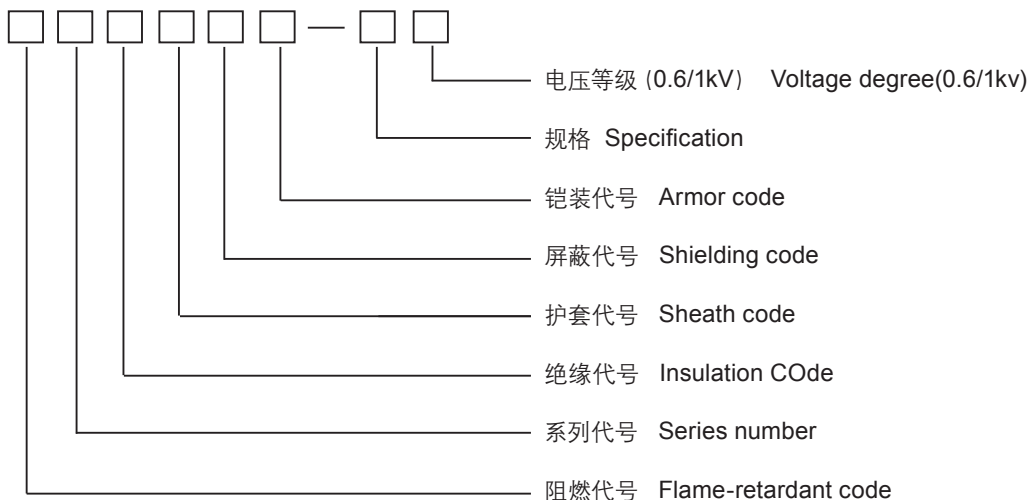 电压等级 (0.6/1kV) Voltage degree(0.6/1kv)
规格 Specification
铠装代号 Armor code
屏蔽代号 Shielding code
护套代号 Sheath code
绝缘代号 Insulation COde
系列代号 Series number
阻燃代号 Flame-retardant code